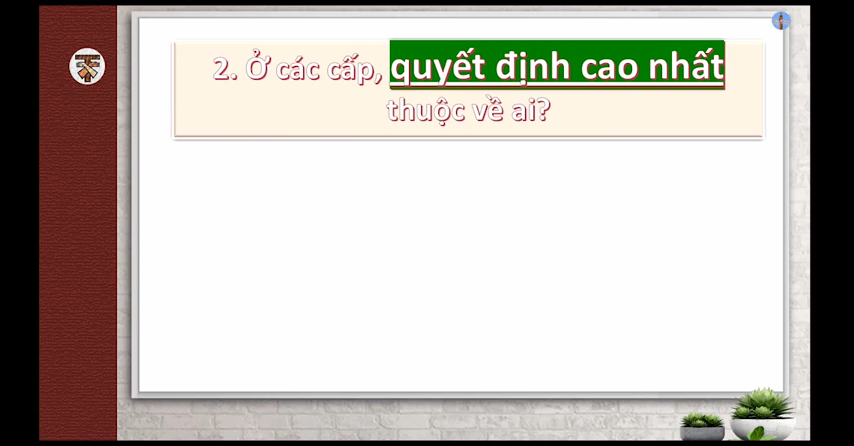 2. Ở các cấp, quyết định cao nhất
thuộc về ai?